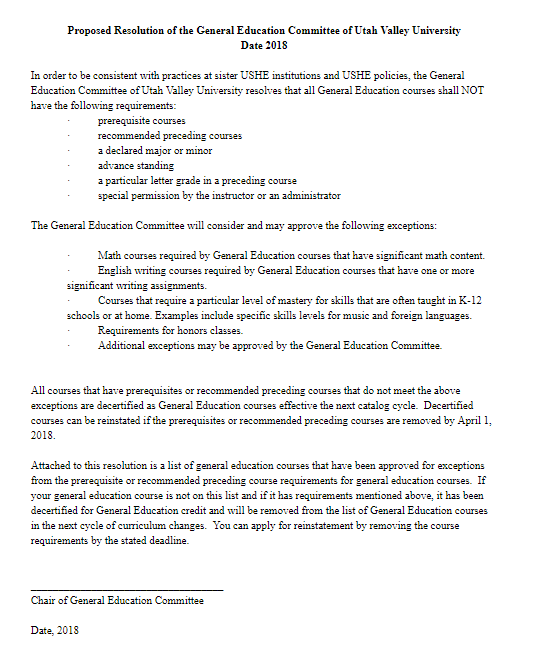 Proposed Resolution of the General Education Committee of Utah Valley University
Date 2018
In order to be consistent with practices at sister USHE institutions and USHE policies, the General
Education Committee of Utah Valley University resolves that all General Education courses shall NOT
have the following requirements:
· prerequisite courses
· recommended preceding courses
· a declared major or minor
· advance standing
· a particular letter grade in a preceding course
· special permission by the instructor or an administrator
The General Education Committee will consider and may approve the following exceptions:
· Math courses required by General Education courses that have significant math content.
· English writing courses required by General Education courses that have one or more
significant writing assignments.
· Courses that require a particular level of mastery for skills that are often taught in K-12
schools or at home. Examples include specific skills levels for music and foreign languages.
· Requirements for honors classes.
· Additional exceptions may be approved by the General Education Committee.
All courses that have prerequisites or recommended preceding courses that do not meet the above
exceptions are decertified as General Education courses effective the next catalog cycle. Decertified
courses can be reinstated if the prerequisites or recommended preceding courses are removed by April 1,
2018.
Attached to this resolution is a list of general education courses that have been approved for exceptions
from the prerequisite or recommended preceding course requirements for general education courses. If
your general education course is not on this list and if it has requirements mentioned above, it has been
decertified for General Education credit and will be removed from the list of General Education courses
in the next cycle of curriculum changes. You can apply for reinstatement by removing the course
requirements by the stated deadline.
Chair of General Education Committee
Date, 2018